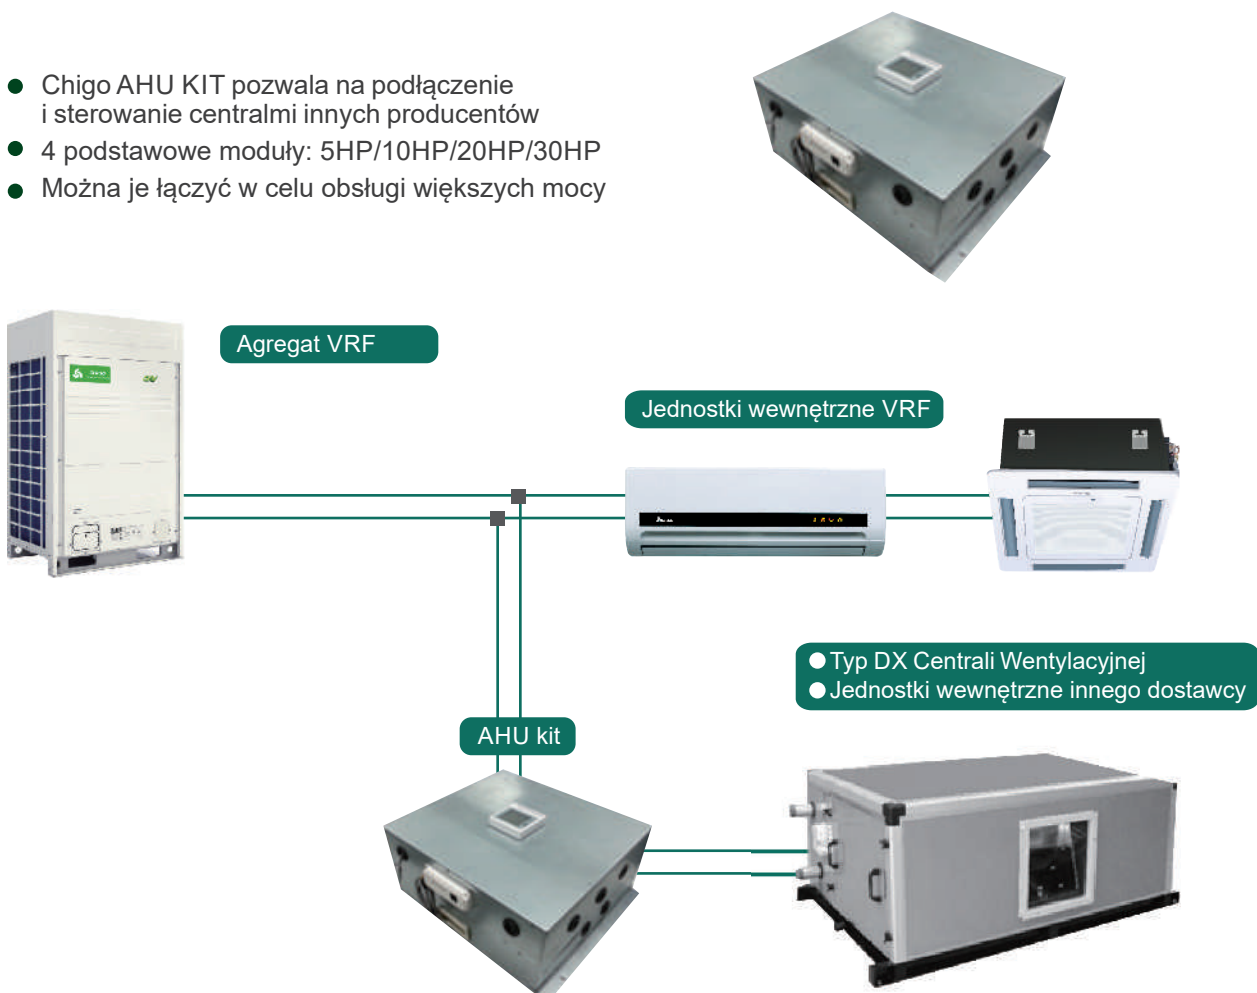 Chigo AHU KIT pozwala na podłączenie
i sterowanie centralmi innych producentów
4 podstawowe moduły: 5HP/10HP/20HP/30HP
Można je łączyć w celu obsługi większych mocy
Agregat VRF
Jednostki wewnętrzne VRF
Typ DX Centrali Wentylacyjnej
Jednostki wewnętrzne innego dostawcy
AHU kit